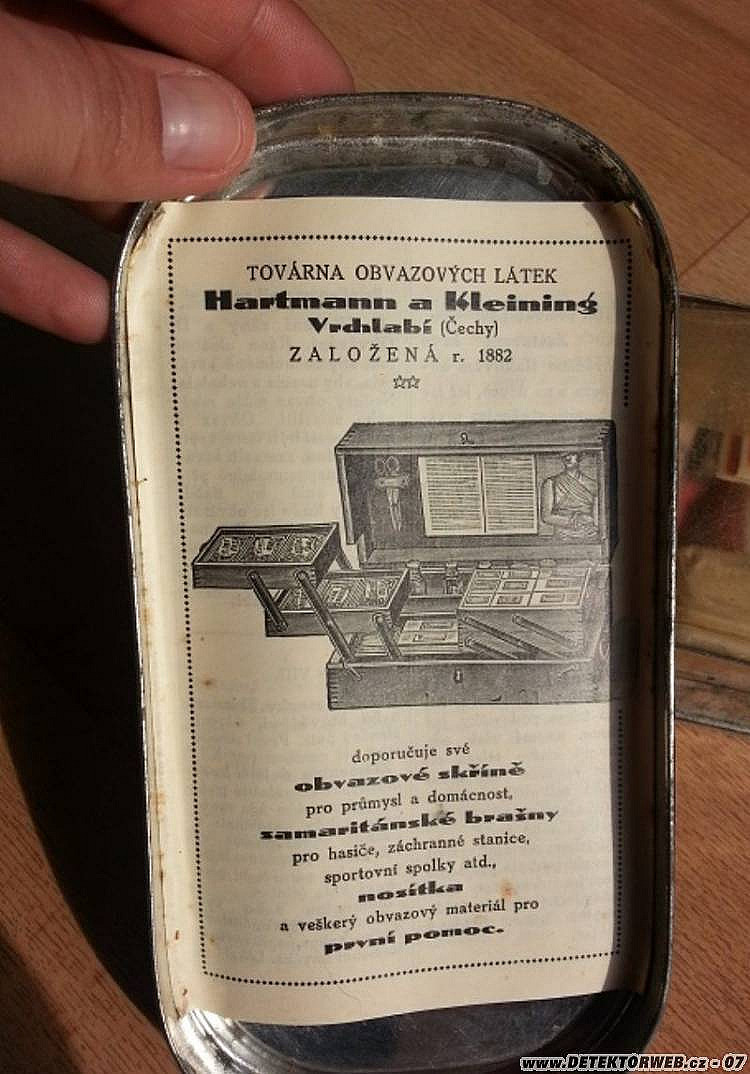 TOVÁRNA OBVAZOVÝCH LÁTEK
Hartmann a Kleining
Vrchlabí (Čechy)
ZALOŽENÁ r. 1882
doporučuje své
obvazové skříně
pro průmysl a domácnost,
samaritánské brašny
pro hasiče, záchranné stanice,
sportovní spolky atd.,
nosítka
a veškerý obvazový materiál pro
první pomoc.
www.DETEKTORWEB.cz - 07